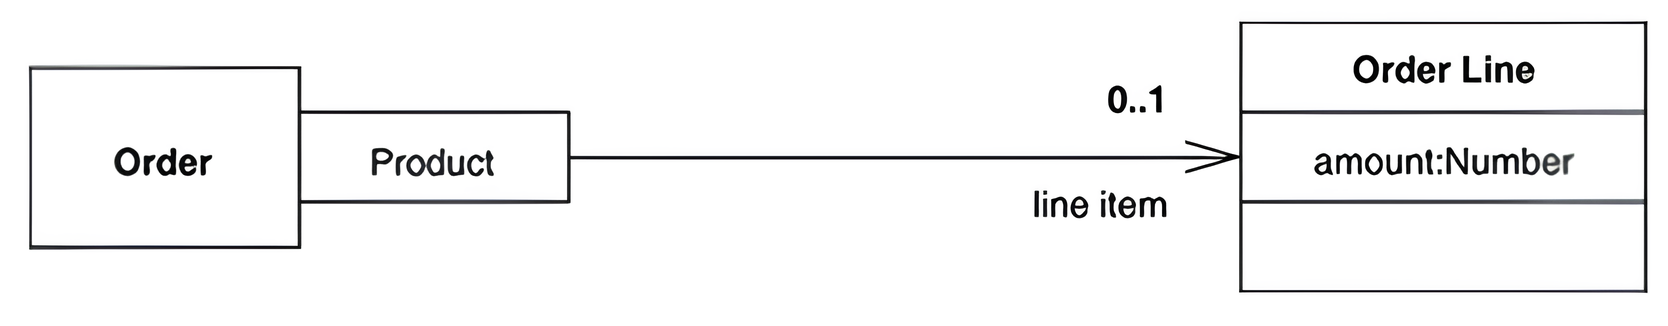 Order
Product
0..1
line item
Order Line
amount:Number